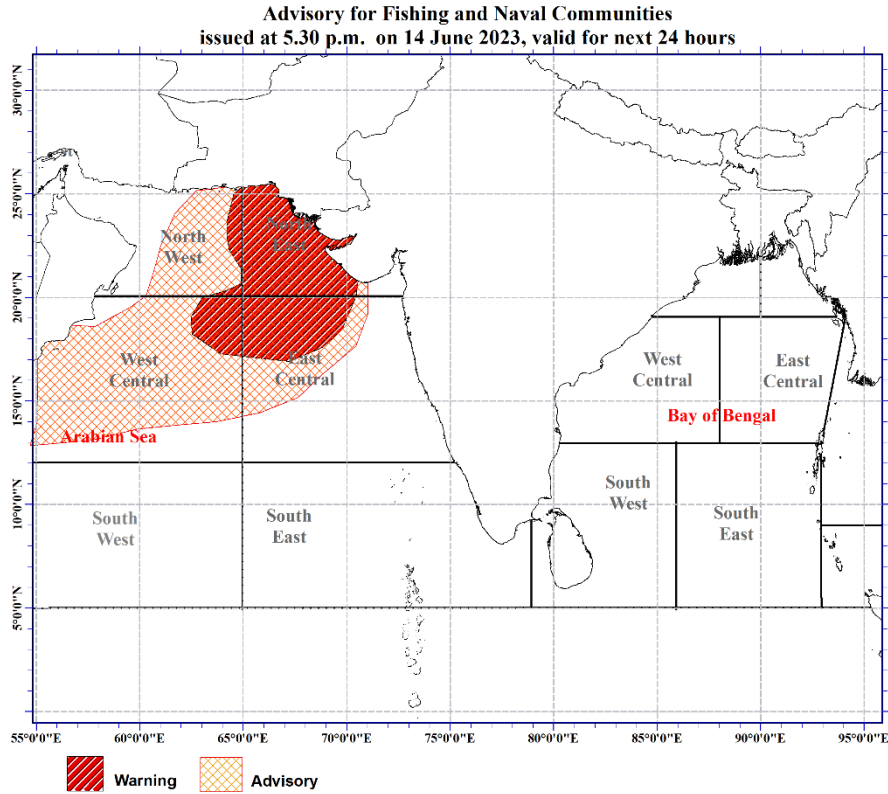 Advisory for Fishing and Naval Communities
issued at 5.30 p.m. on 14 June 2023, valid for next 24 hours
30°0'0"N
25°0'0"N
20°0'0"N
15°0'0"N
10°0'0"N
5°0'0"N
North
West
North
East
West
Central
East
Central
Arabian Sea
South
West
South
East
West
Central
East
Central
Bay of Bengal
South
West
South
East
55°0'0"E 60°0'0"E 65°0'0"E 70°0'0"E 75°0'0"E 80°0'0"E 85°0'0"E 90°0'0"E 95°0'0"E
Warning Advisory